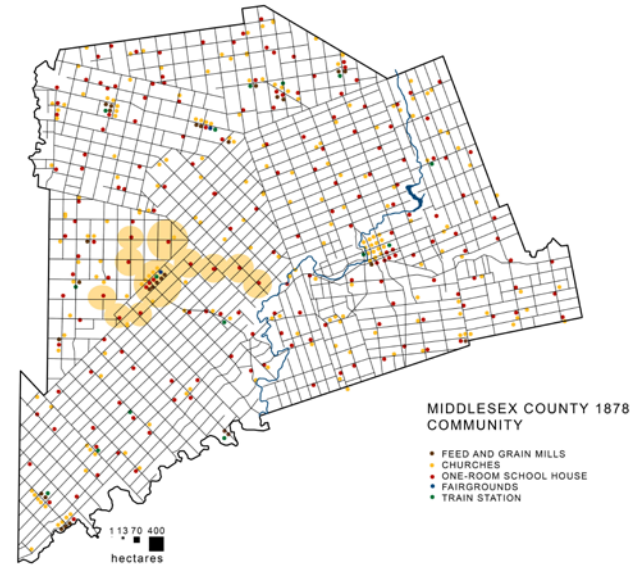 MIDDLESEX COUNTY 1878
COMMUNITY
FEED AND GRAIN MILLS
CHURCHES
ONE-ROOM SCHOOL HOUSE
FAIRGROUNDS
TRAIN STATION
1 13 70 400
hectares